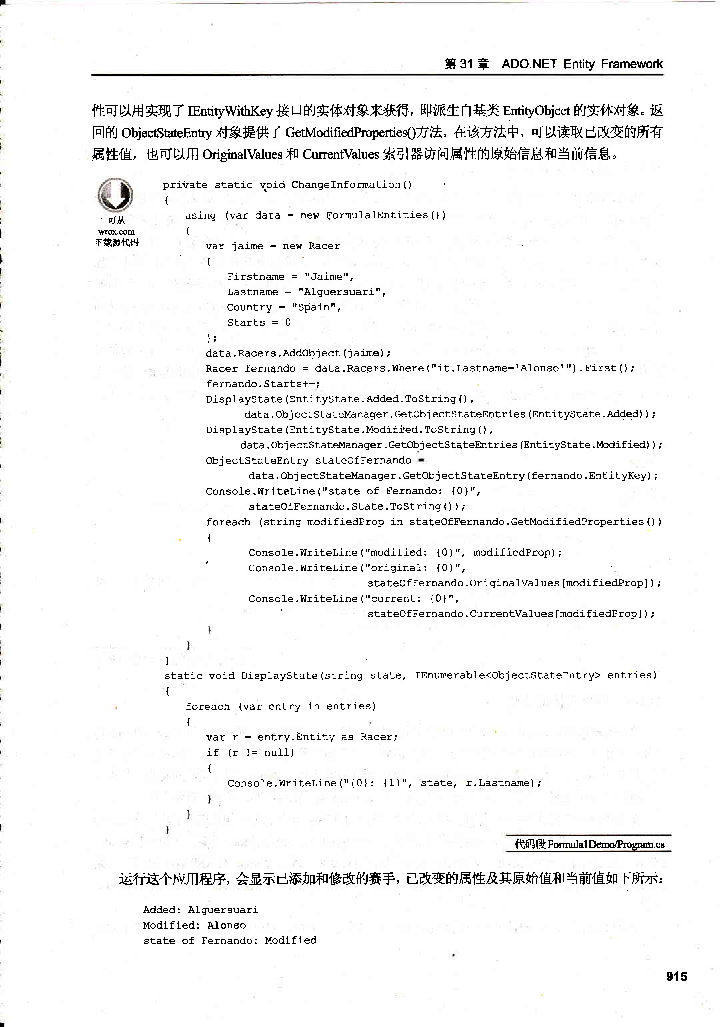 第 31 章 ADO.NET Entity Framework
性可以用实现了 IEntityWithKey 接口的实体对象来获得，即派生自基类 EntityObject 的实体对象。返
回的 ObjectStateEntry 对象提供了 GetModifiedProperties()方法，在该方法中，可以读取已改变的所有
属性值，也可以用 OriginalValues 和 CurrentValues 索引器访问属性的原始信息和当前信息。
可从
wrox.com
下载源代码
private static void ChangeInformation()
{
using (var data = new Formula1Entities())
{
var jaime = new Racer
{
Firstname = "Jaime",
Lastname = "Alguersuari",
Country = "Spain",
Starts = 0
};
data.Racers.AddObject(jaime);
Racer fernando = data.Racers.Where("it.Lastname='Alonso'").First();
fernando.Starts++;
DisplayState(EntityState.Added.ToString(),
data.ObjectStateManager.GetObjectStateEntries(EntityState.Added));
DisplayState(EntityState.Modified.ToString(),
data.ObjectStateManager.GetObjectStateEntries(EntityState.Modified));
ObjectStateEntry stateOfFernando =
data.ObjectStateManager.GetObjectStateEntry(fernando.EntityKey);
Console.WriteLine("state of Fernando: {0}",
stateOfFernando.State.ToString());
foreach (string modifiedProp in stateOfFernando.GetModifiedProperties())
{
Console.WriteLine("modified: {0}", modifiedProp);
Console.WriteLine("original: {0}",
stateOfFernando.OriginalValues[modifiedProp]);
Console.WriteLine("current: {0}",
stateOfFernando.CurrentValues[modifiedProp]);
}
}
}
static void DisplayState(string state, IEnumerable<ObjectStateEntry> entries)
{
foreach (var entry in entries)
{
var r = entry.Entity as Racer;
if (r != null)
{
Console.WriteLine("{0}: {1}", state, r.Lastname);
}
}
}
代码段 Formula1Demo/Program.cs
运行这个应用程序，会显示已添加和修改的赛手，已改变的属性及其原始值和当前值如下所示：
Added: Alguersuari
Modified: Alonso
state of Fernando: Modified
915